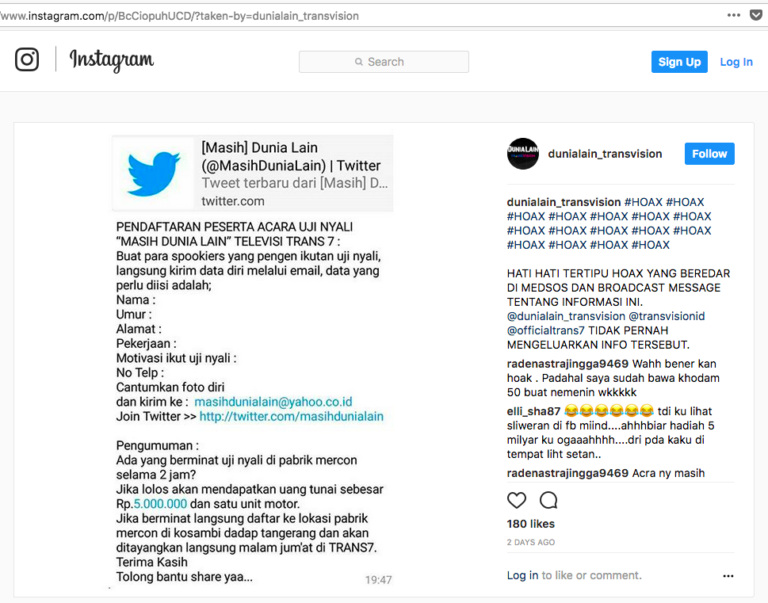 www.instagram.com/p/BcCiopuhUCD/?taken-by=dunialain_transvision
Instagram
Search
Sign Up
Log In
[Masih] Dunia Lain
(@MasihDuniaLain) | Twitter
Tweet terbaru dari [Masih] D...
twitter.com
PENDAFTARAN PESERTA ACARA UJI NYALI
“MASIH DUNIA LAIN” TELEVISI TRANS 7 :
Buat para spookiers yang pengen ikutan uji nyali,
langsung kirim data diri melalui email, data yang
perlu diisi adalah;
Nama :
Umur :
Alamat :
Pekerjaan :
Motivasi ikut uji nyali :
No Telp :
Cantumkan foto diri
dan kirim ke : masihdunialain@yahoo.co.id
Join Twitter >> http://twitter.com/masihdunialain
Pengumuman :
Ada yang berminat uji nyali di pabrik mercon
selama 2 jam?
Jika lolos akan mendapatkan uang tunai sebesar
Rp.5.000.000 dan satu unit motor.
Jika berminat langsung daftar ke lokasi pabrik
mercon di kosambi dadap tangerang dan akan
ditayangkan langsung malam jum'at di TRANS7.
Terima Kasih
Tolong bantu share yaa...
19:47
DUNIALAIN
dunialain_transvision
Follow
dunialain_transvision #HOAX #HOAX
#HOAX #HOAX #HOAX #HOAX #HOAX
#HOAX #HOAX #HOAX #HOAX #HOAX
#HOAX #HOAX #HOAX #HOAX
HATI HATI TERTIPU HOAX YANG BEREDAR
DI MEDSOS DAN BROADCAST MESSAGE
TENTANG INFORMASI INI.
@dunialain_transvision @transvisionid
@officialtrans7 TIDAK PERNAH
MENGELUARKAN INFO TERSEBUT.
radenastrajingga9469 Wahh bener kan
hoak . Padahal saya sudah bawa khodam
50 buat nemenin wkkkkk
elli_sha87 😂😂😂😂😂😂 tdi ku lihat
sliweran di fb miind....ahhhbiar hadiah 5
milyar ku ogaaahhhh....dri pda kaku di
tempat liht setan..
radenastrajingga9469 Acra ny masih
180 likes
2 DAYS AGO
Log in to like or comment.